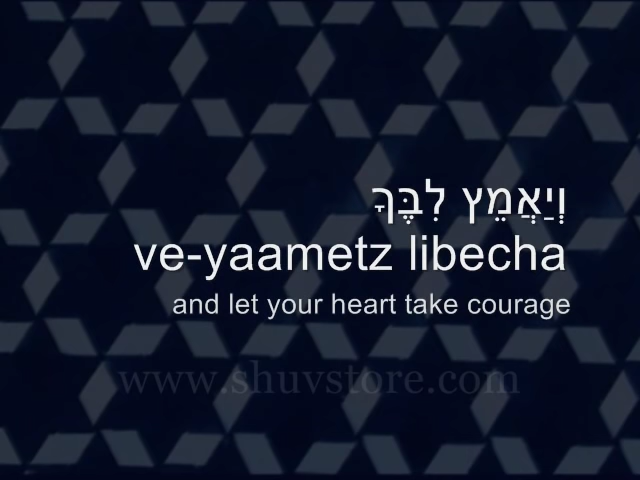 וְיַאֲמֵץ לִבֶּךָ
ve-yaametz libecha
and let your heart take courage
www.shuvstore.com